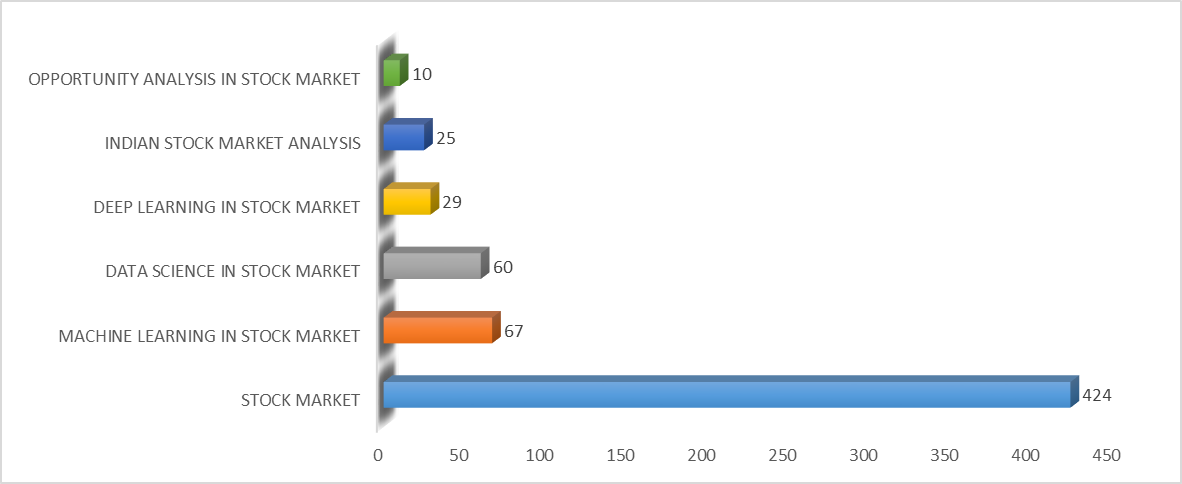 OPPORTUNITY ANALYSIS IN STOCK MARKET 10
INDIAN STOCK MARKET ANALYSIS 25
DEEP LEARNING IN STOCK MARKET 29
DATA SCIENCE IN STOCK MARKET 60
MACHINE LEARNING IN STOCK MARKET 67
STOCK MARKET 424
0 50 100 150 200 250 300 350 400 450